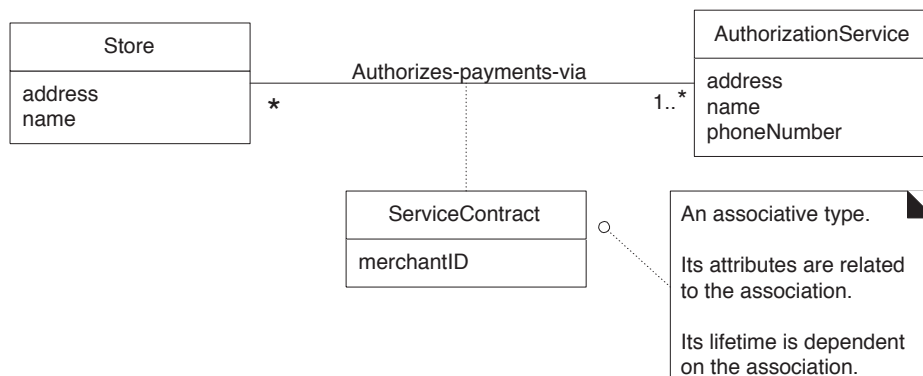 Store
address
name
Authorizes-payments-via
*
1..*
AuthorizationService
address
name
phoneNumber
ServiceContract
merchantID
An associative type.
Its attributes are related
to the association.
Its lifetime is dependent
on the association.